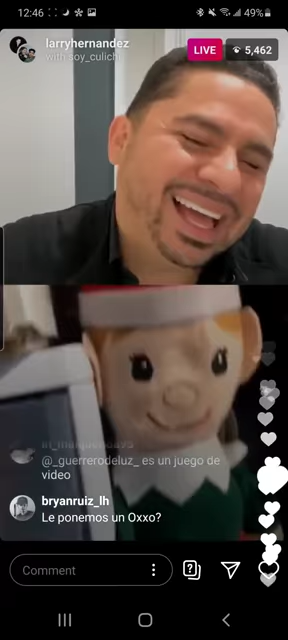 12:46
49%
larryhernandez
with soy_culichi
LIVE
5,462
@_guerrerodeluz_ es un juego de
video
bryanruiz_lh
Le ponemos un Oxxo?
Comment